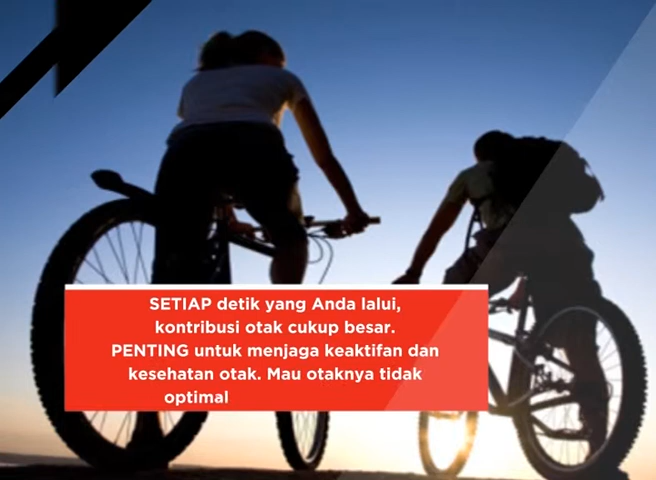 SETIAP detik yang Anda lalui,
kontribusi otak cukup besar.
PENTING untuk menjaga keaktifan dan
kesehatan otak. Mau otaknya tidak
optimal